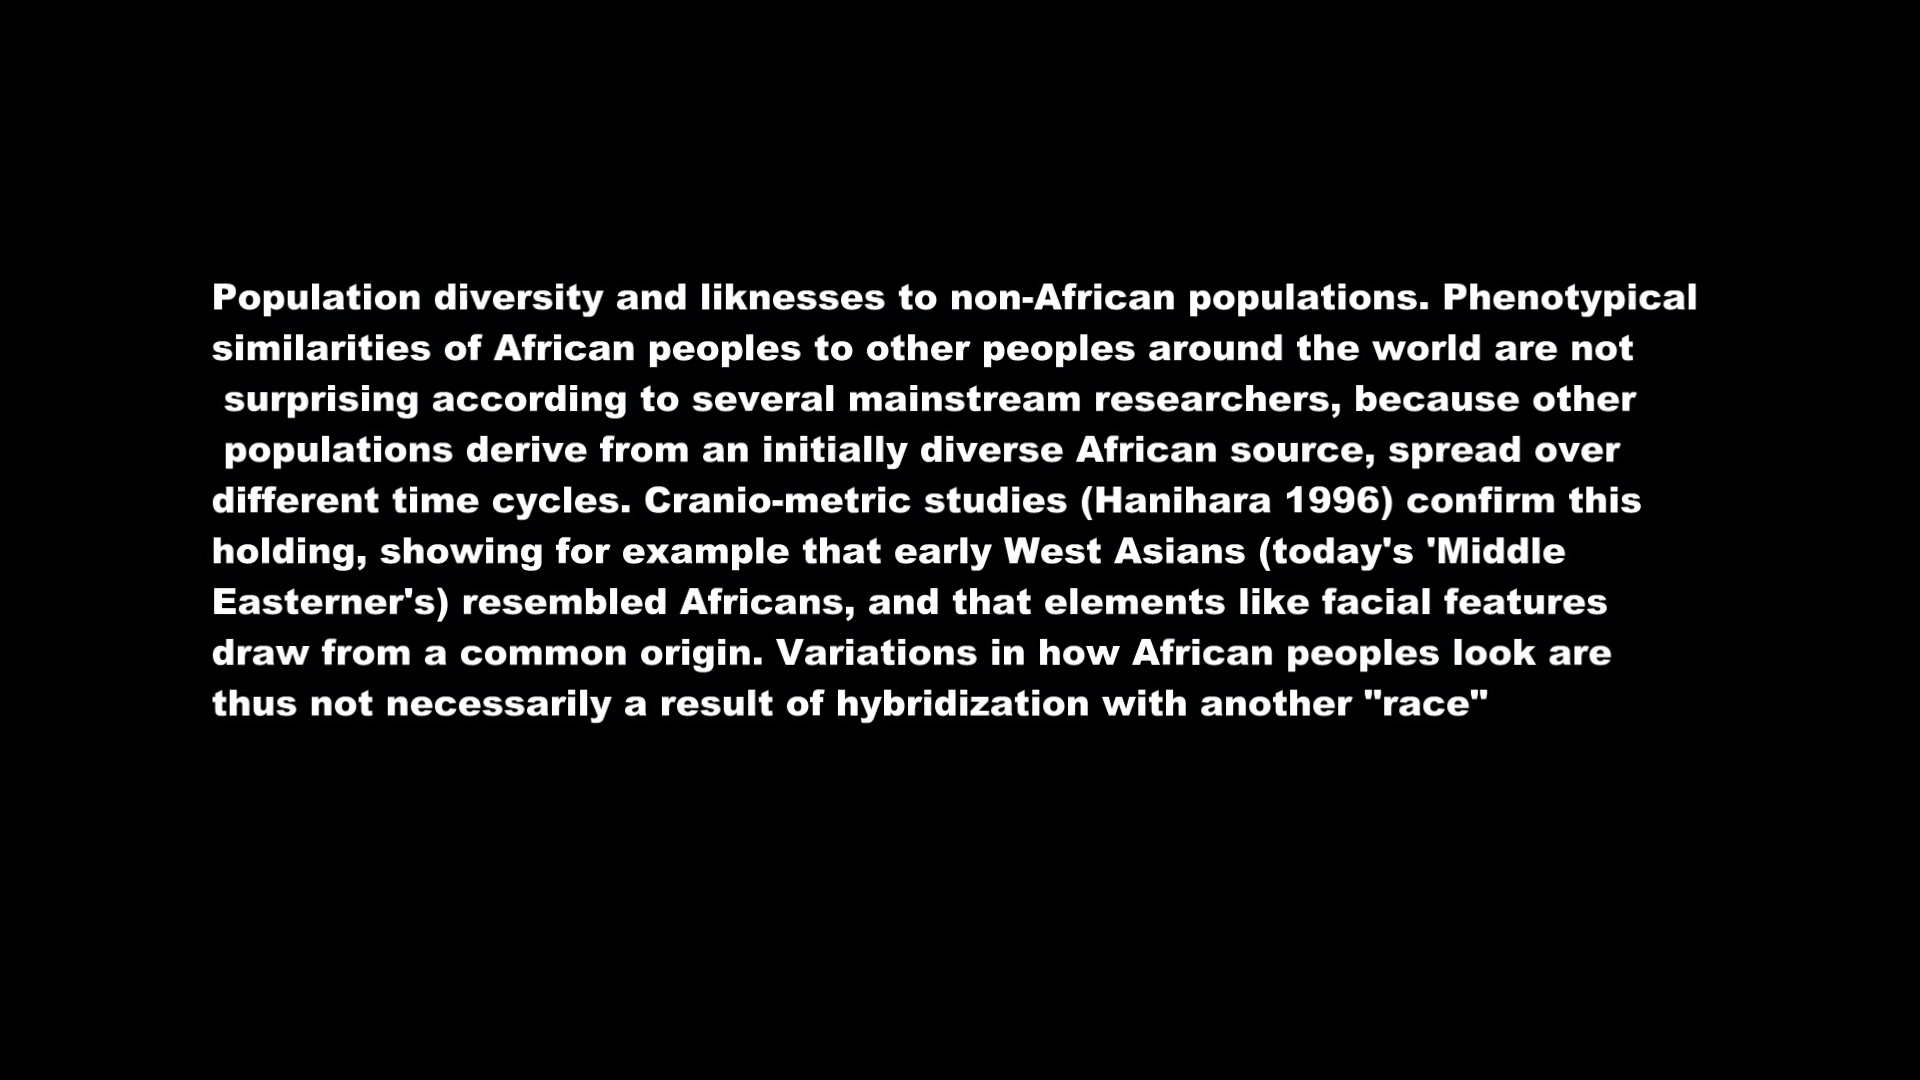 Population diversity and liknesses to non-African populations. Phenotypical
similarities of African peoples to other peoples around the world are not
surprising according to several mainstream researchers, because other
populations derive from an initially diverse African source, spread over
different time cycles. Cranio-metric studies (Hanihara 1996) confirm this
holding, showing for example that early West Asians (today's 'Middle
Easterner's) resembled Africans, and that elements like facial features
draw from a common origin. Variations in how African peoples look are
thus not necessarily a result of hybridization with another "race"